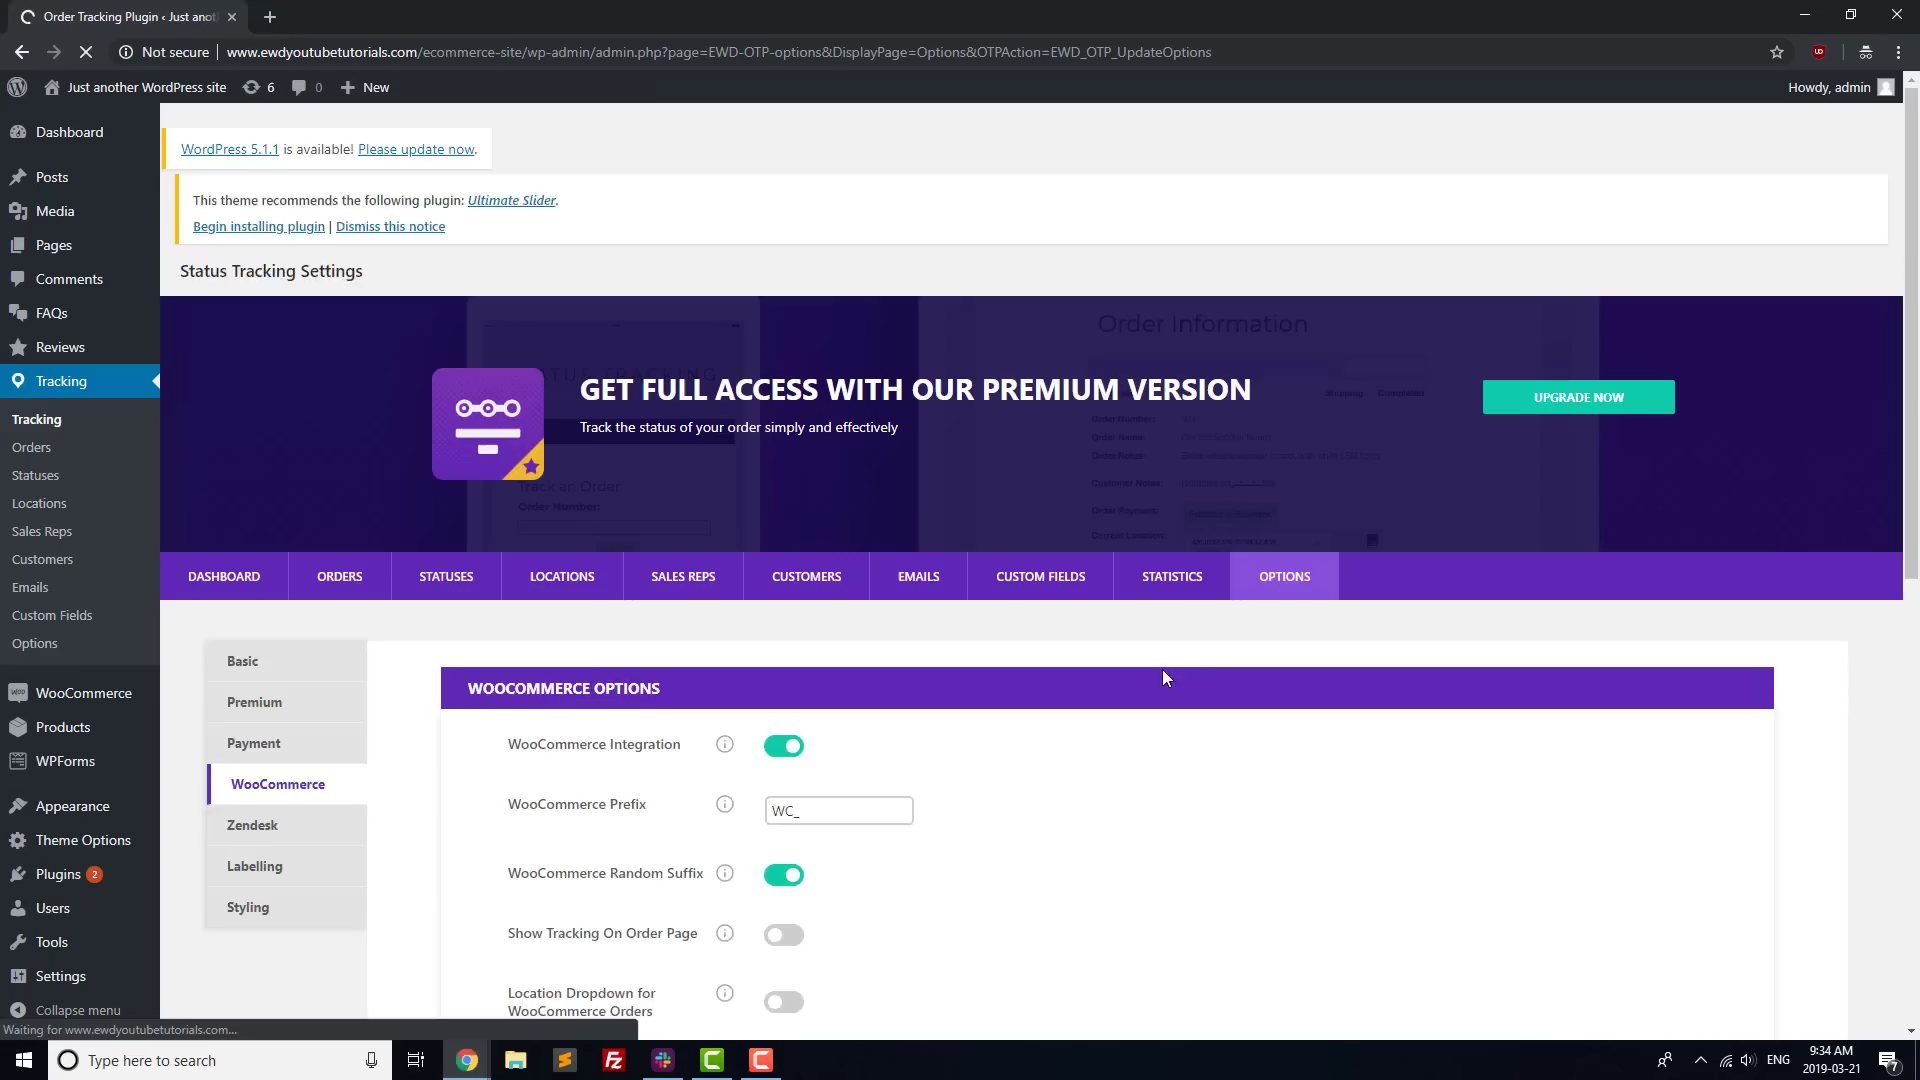 Order Tracking Plugin ‹ Just anot
Not secure
www.ewdyoutubetutorials.com/ecommerce-site/wp-admin/admin.php?page=EWD-OTP-options&DisplayPage=Options&OTPAction=EWD_OTP_UpdateOptions
Just another WordPress site
6
0
New
Howdy, admin
Dashboard
Posts
Media
Pages
Comments
FAQs
Reviews
Tracking
Tracking
Orders
Statuses
Locations
Sales Reps
Customers
Emails
Custom Fields
Options
WooCommerce
Products
WPForms
Appearance
Theme Options
Plugins 2
Users
Tools
Settings
Collapse menu
WordPress 5.1.1 is available! Please update now.
This theme recommends the following plugin: Ultimate Slider.
Begin installing plugin | Dismiss this notice
Status Tracking Settings
Order Information
GET FULL ACCESS WITH OUR PREMIUM VERSION
Track the status of your order simply and effectively
UPGRADE NOW
Track an Order
Order Number:
DASHBOARD
ORDERS
STATUSES
LOCATIONS
SALES REPS
CUSTOMERS
EMAILS
CUSTOM FIELDS
STATISTICS
OPTIONS
Basic
Premium
Payment
WooCommerce
Zendesk
Labelling
Styling
WOOCOMMERCE OPTIONS
WooCommerce Integration
WooCommerce Prefix
WC_
WooCommerce Random Suffix
Show Tracking On Order Page
Location Dropdown for
WooCommerce Orders
Waiting for www.ewdyoutubetutorials.com...
Type here to search
ENG
9:34 AM
2019-03-21
7